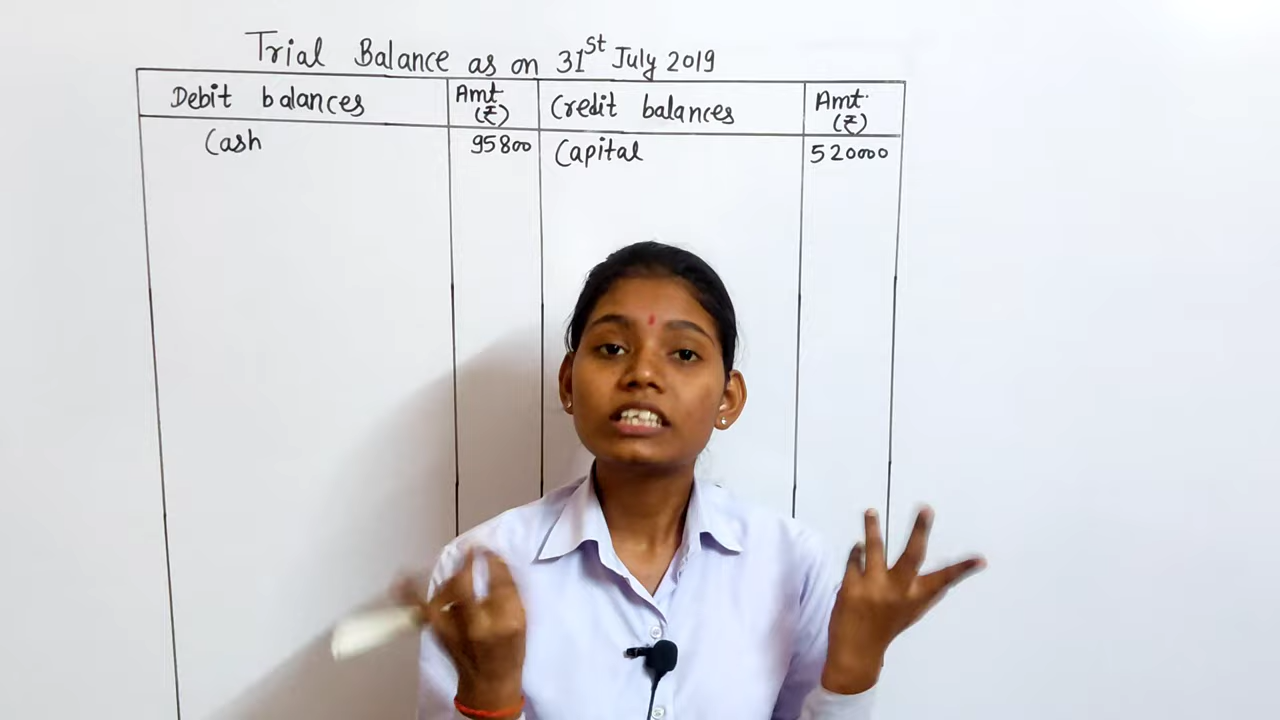 Trial Balance as on 31st July 2019
Debit balances Amt. (₹) Credit balances Amt. (₹)
Cash 95800 Capital 520000